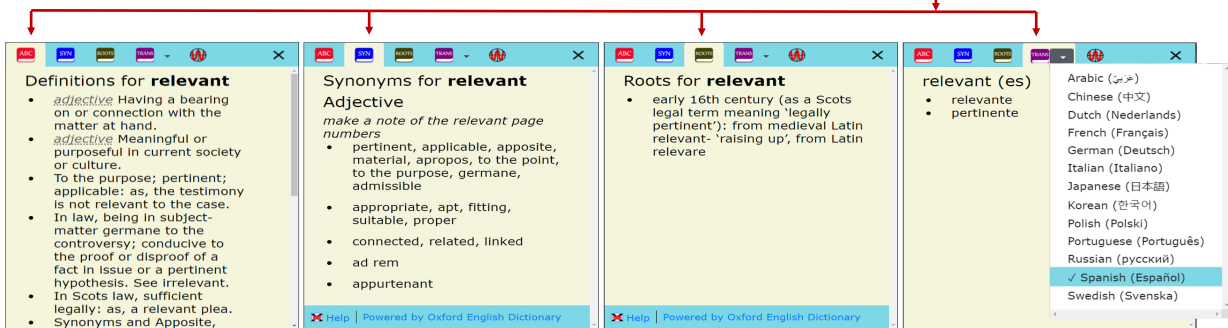 ABC SYN ROOTS TRANS
Definitions for relevant
• adjective Having a bearing
on or connection with the
matter at hand.
• adjective Meaningful or
purposeful in current society
or culture.
• To the purpose; pertinent;
applicable: as, the testimony
is not relevant to the case.
• In law, being in subject-
matter germane to the
controversy; conducive to
the proof or disproof of a
fact in issue or a pertinent
hypothesis. See irrelevant.
• In Scots law, sufficient
legally: as, a relevant plea.
• Synonyms and Apposite,
ABC SYN ROOTS TRANS
Synonyms for relevant
Adjective
make a note of the relevant page
numbers
• pertinent, applicable, apposite,
material, apropos, to the point,
to the purpose, germane,
admissible
• appropriate, apt, fitting,
suitable, proper
• connected, related, linked
• ad rem
• appurtenant
Help | Powered by Oxford English Dictionary
ABC SYN ROOTS TRANS
Roots for relevant
• early 16th century (as a Scots
legal term meaning ‘legally
pertinent’): from medieval Latin
relevant- ‘raising up’, from Latin
relevare
Help | Powered by Oxford English Dictionary
ABC SYN ROOTS TRANS
relevant (es)
• relevante
• pertinente
Arabic (عَرَبِيّ)
Chinese (中文)
Dutch (Nederlands)
French (Français)
German (Deutsch)
Italian (Italiano)
Japanese (日本語)
Korean (한국어)
Polish (Polski)
Portuguese (Português)
Russian (русский)
✓ Spanish (Español)
Swedish (Svenska)